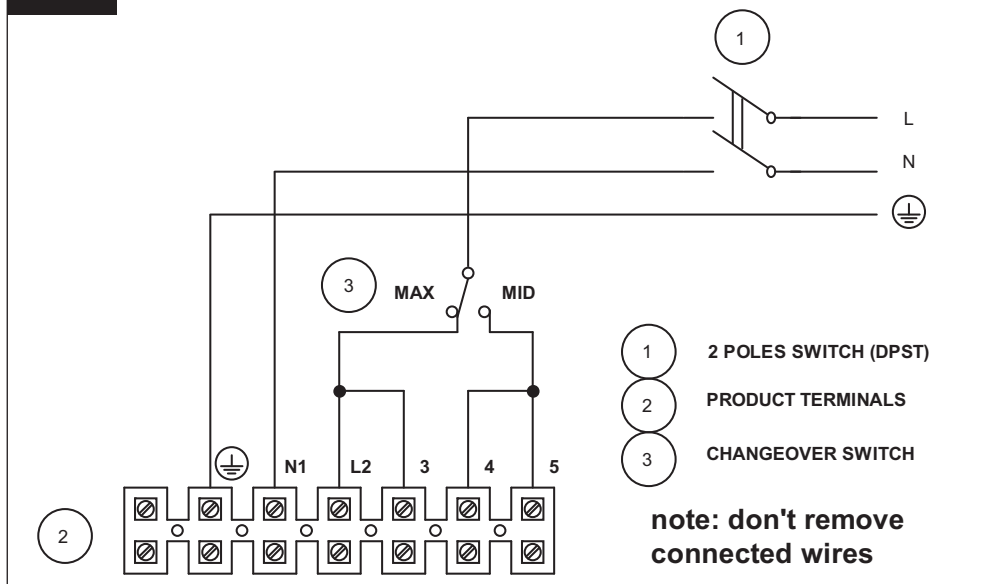 1
L
N
3
MAX
MID
1
2 POLES SWITCH (DPST)
2
PRODUCT TERMINALS
3
CHANGEOVER SWITCH
N1
L2
3
4
5
2
note: don't remove
connected wires